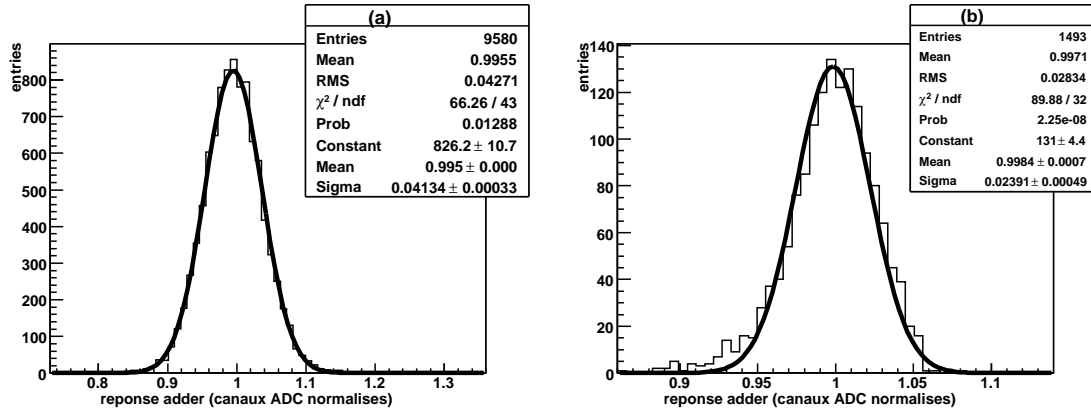 (a)
Entries 9580
Mean 0.9955
RMS 0.04271
χ² / ndf 66.26 / 43
Prob 0.01288
Constant 826.2 ± 10.7
Mean 0.995 ± 0.000
Sigma 0.04134 ± 0.00033
entries
800
700
600
500
400
300
200
100
0
0.8 0.9 1 1.1 1.2 1.3
reponse adder (canaux ADC normalises)
(b)
Entries 1493
Mean 0.9971
RMS 0.02834
χ² / ndf 89.88 / 32
Prob 2.25e-08
Constant 131 ± 4.4
Mean 0.9984 ± 0.0007
Sigma 0.02391 ± 0.00049
entries
140
120
100
80
60
40
20
0
0.9 0.95 1 1.05 1.1
reponse adder (canaux ADC normalises)